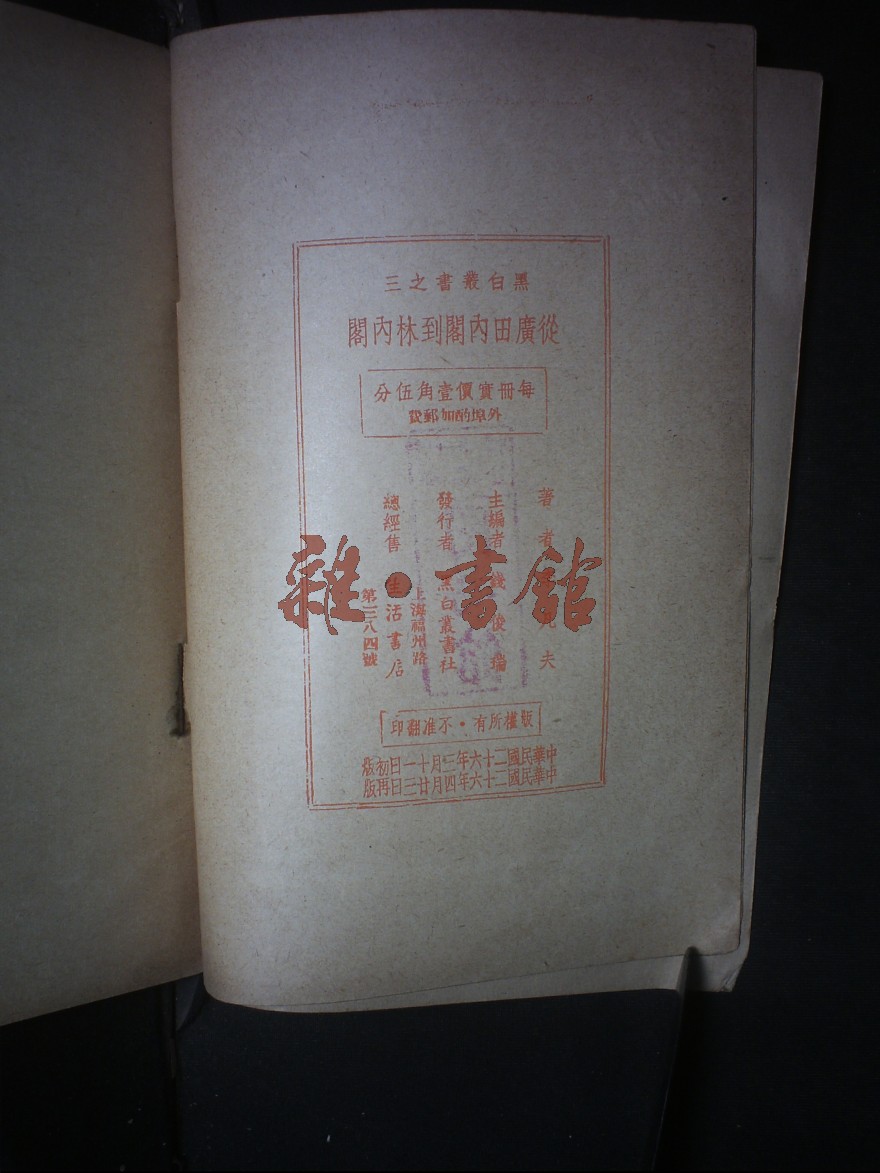 黑白叢書之三
從廣田內閣到林內閣
每冊實價壹角伍分
外埠酌加郵費
著者 夫
主編者 錢俊瑞
發行者 黑白叢書社
上海福州路
第三八四號
總經售 生活書店
版權所有・不准翻印
中華民國二十六年三月十一日初版
中華民國二十六年四月廿三日再版
雜・書館